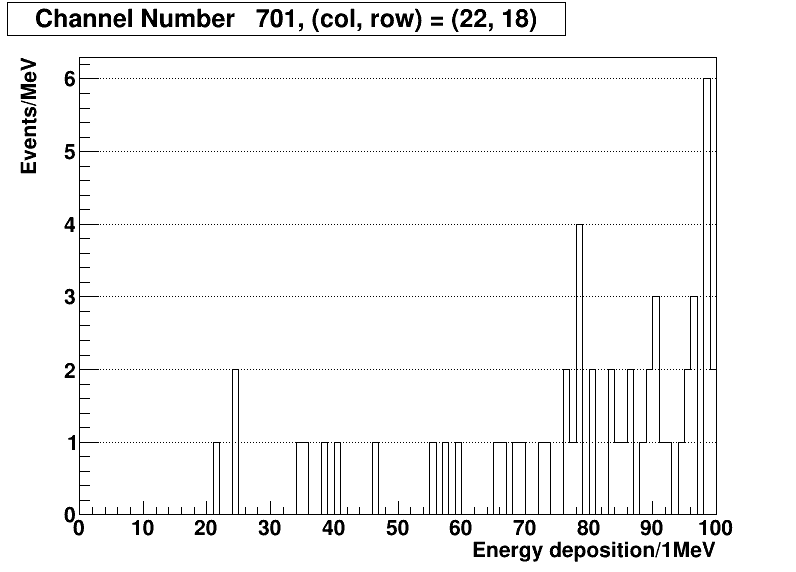 Channel Number 701, (col, row) = (22, 18)
Events/MeV
6
5
4
3
2
1
0
0 10 20 30 40 50 60 70 80 90 100
Energy deposition/1MeV